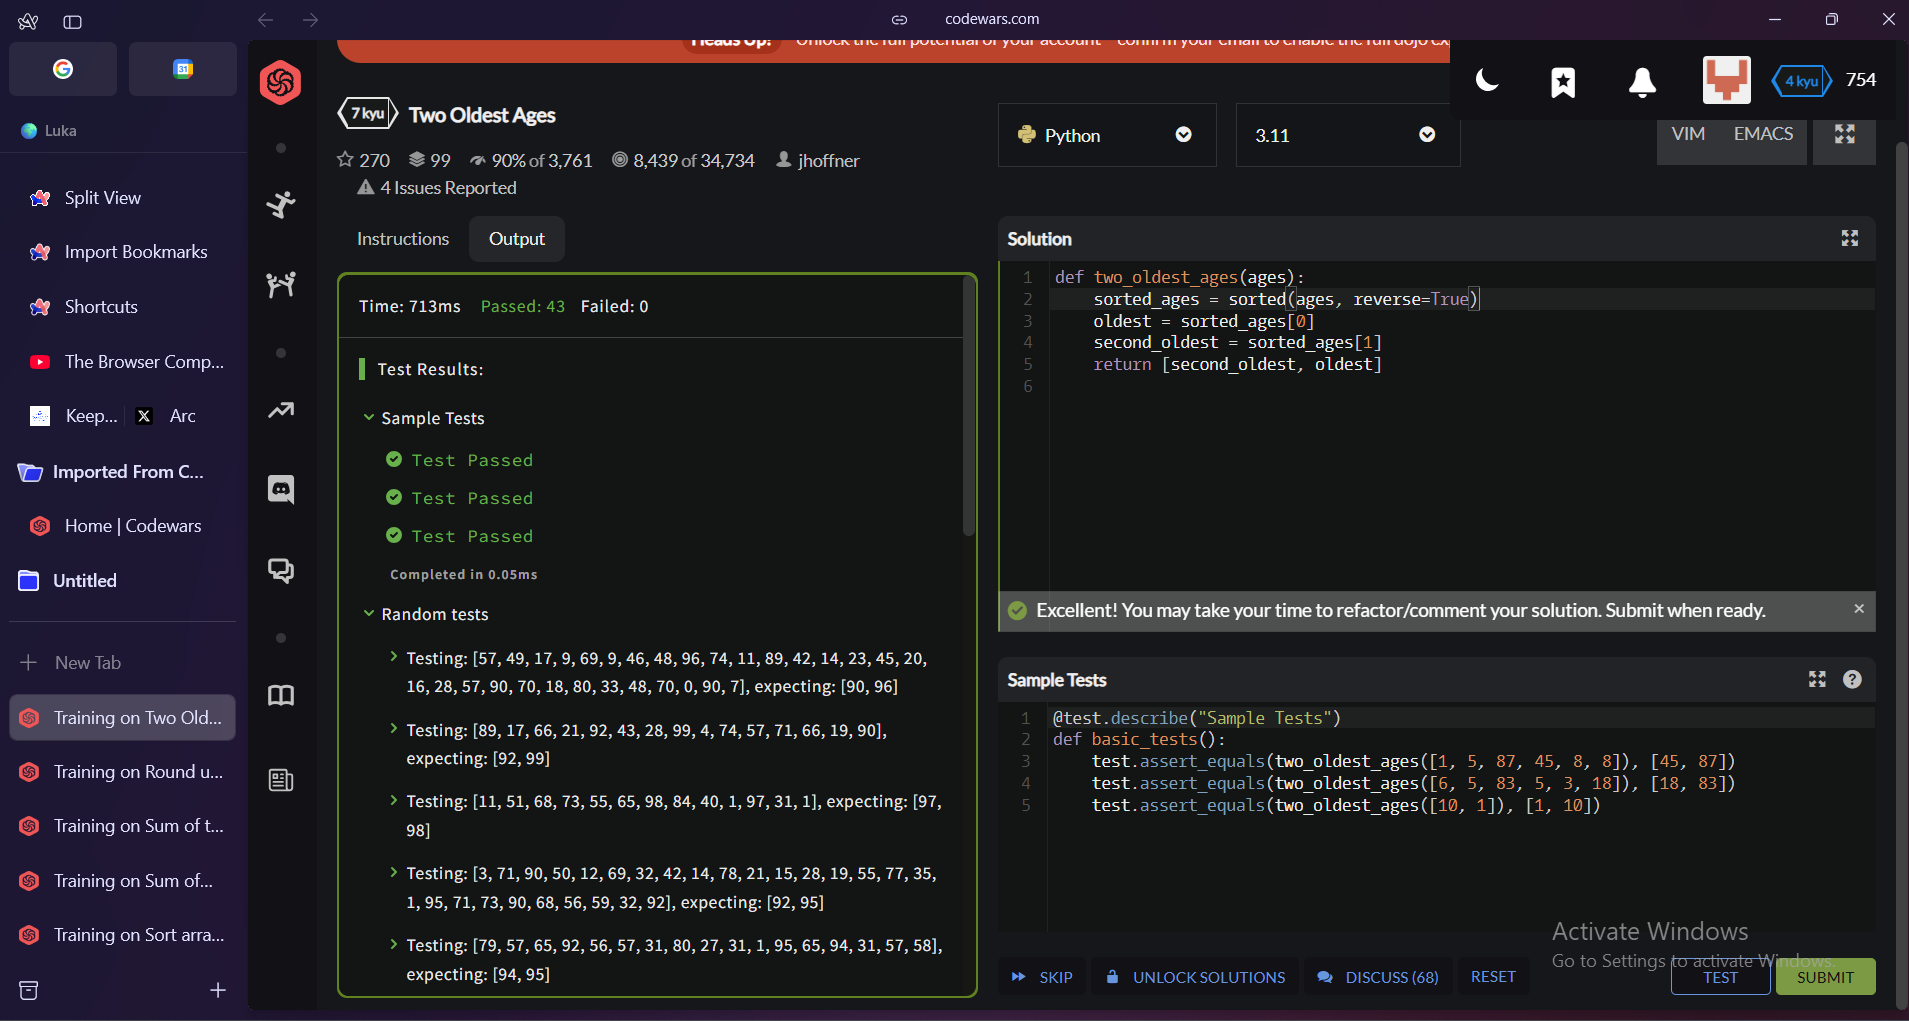 codewars.com
31
Luka
Split View
Import Bookmarks
Shortcuts
The Browser Comp...
Keep... X Arc
Imported From C...
Home | Codewars
Untitled
New Tab
Training on Two Old...
Training on Round u...
Training on Sum of t...
Training on Sum of...
Training on Sort arra...
Heads Up! Unlock the full potential of your account - confirm your email to enable the full dojo ex
4 kyu 754
7 kyu Two Oldest Ages
270 99 90% of 3,761 8,439 of 34,734 jhoffner
4 Issues Reported
Python 3.11 VIM EMACS
Instructions Output
Time: 713ms Passed: 43 Failed: 0
Test Results:
Sample Tests
Test Passed
Test Passed
Test Passed
Completed in 0.05ms
Random tests
Testing: [57, 49, 17, 9, 69, 9, 46, 48, 96, 74, 11, 89, 42, 14, 23, 45, 20,
16, 28, 57, 90, 70, 18, 80, 33, 48, 70, 0, 90, 7], expecting: [90, 96]
Testing: [89, 17, 66, 21, 92, 43, 28, 99, 4, 74, 57, 71, 66, 19, 90],
expecting: [92, 99]
Testing: [11, 51, 68, 73, 55, 65, 98, 84, 40, 1, 97, 31, 1], expecting: [97,
98]
Testing: [3, 71, 90, 50, 12, 69, 32, 42, 14, 78, 21, 15, 28, 19, 55, 77, 35,
1, 95, 71, 73, 90, 68, 56, 59, 32, 92], expecting: [92, 95]
Testing: [79, 57, 65, 92, 56, 57, 31, 80, 27, 31, 1, 95, 65, 94, 31, 57, 58],
expecting: [94, 95]
Solution
1 def two_oldest_ages(ages):
2 sorted_ages = sorted(ages, reverse=True)
3 oldest = sorted_ages[0]
4 second_oldest = sorted_ages[1]
5 return [second_oldest, oldest]
6
Excellent! You may take your time to refactor/comment your solution. Submit when ready. ×
Sample Tests
1 @test.describe("Sample Tests")
2 def basic_tests():
3 test.assert_equals(two_oldest_ages([1, 5, 87, 45, 8, 8]), [45, 87])
4 test.assert_equals(two_oldest_ages([6, 5, 83, 5, 3, 18]), [18, 83])
5 test.assert_equals(two_oldest_ages([10, 1]), [1, 10])
Activate Windows
Go to Settings to activate Windows.
SKIP UNLOCK SOLUTIONS DISCUSS (68) RESET TEST SUBMIT